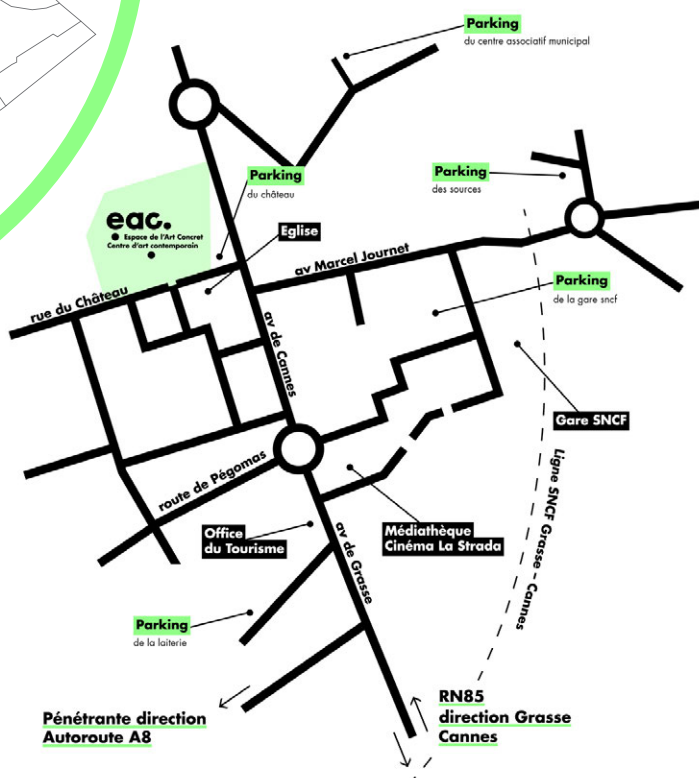 Parking
du centre associatif municipal
Parking
du château
Parking
des sources
eac.
Espace de l'Art Concret
Centre d'art contemporain
Eglise
av Marcel Journet
rue du Château
Parking
de la gare sncf
av de Cannes
Gare SNCF
route de Pégomas
Ligne SNCF Grasse - Cannes
Office
du Tourisme
Médiathèque
Cinéma La Strada
av de Grasse
Parking
de la laiterie
Pénétrante direction
Autoroute A8
RN85
direction Grasse
Cannes